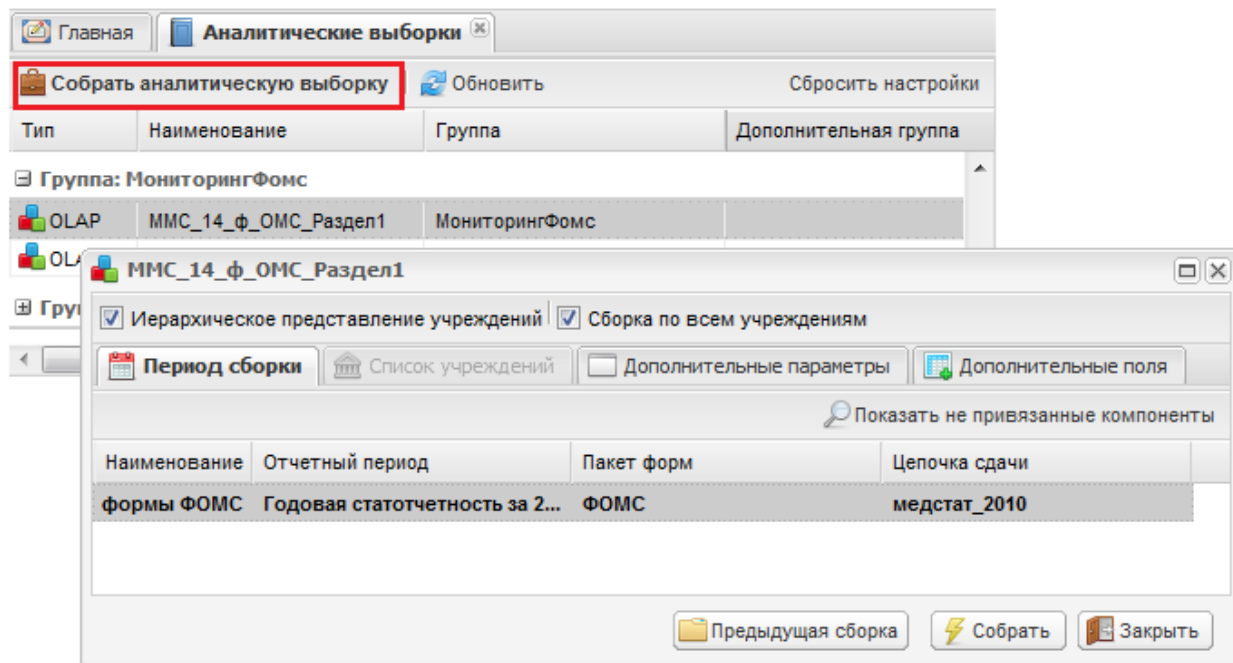 Главная Аналитические выборки
Собрать аналитическую выборку Обновить Сбросить настройки
Тип Наименование Группа Дополнительная группа
Группа: МониторингФомс
OLAP ММС_14_ф_ОМС_Раздел1 МониторингФомс
ММС_14_ф_ОМС_Раздел1
Иерархическое представление учреждений Сборка по всем учреждениям
Период сборки Список учреждений Дополнительные параметры Дополнительные поля
Показать не привязанные компоненты
Наименование Отчетный период Пакет форм Цепочка сдачи
формы ФОМС Годовая статотчетность за 2... ФОМС медстат_2010
Предыдущая сборка Собрать Закрыть